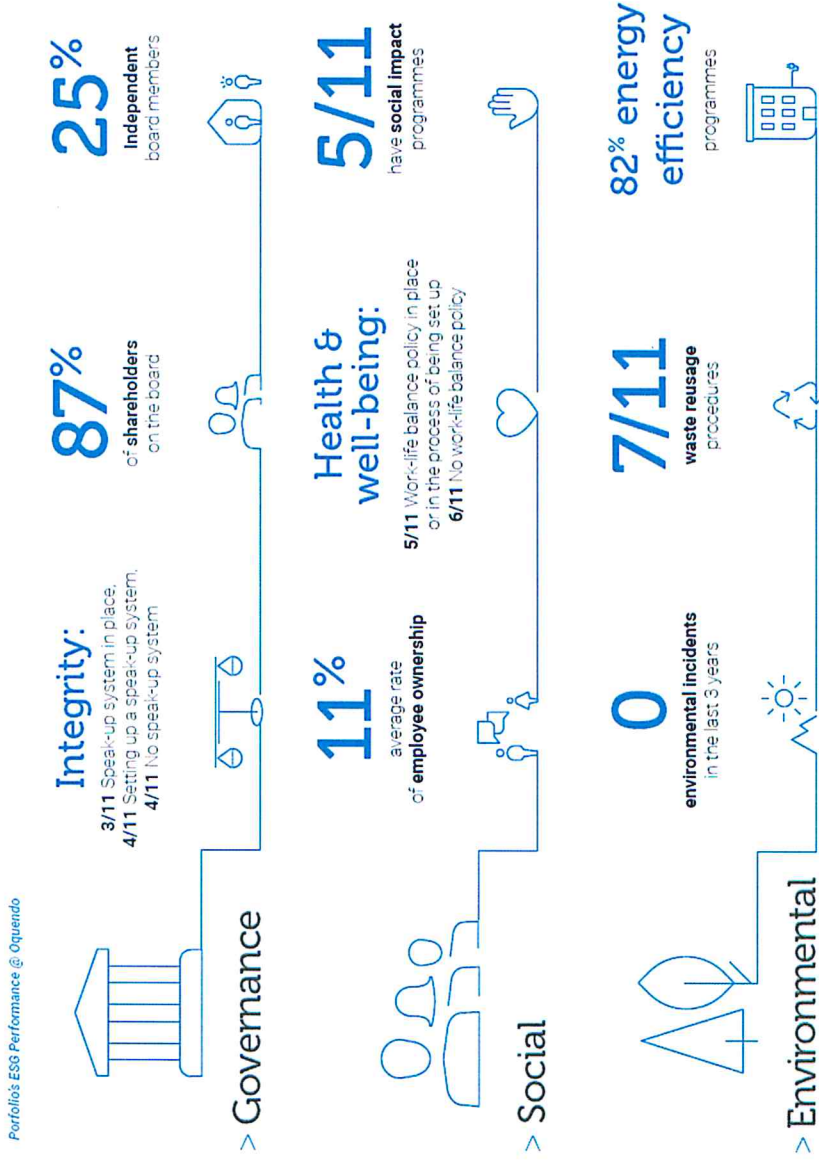 Porfolio's ESG Performance @ Oquendo
> Governance
Integrity:
3/11 Speak-up system in place,
4/11 Setting up a speak-up system,
4/11 No speak-up system
87%
of shareholders
on the board
25%
Independent
board members
> Social
11%
average rate
of employee ownership
Health &
well-being:
5/11 Work-life balance policy in place
or in the process of being set up
6/11 No work-life balance policy
5/11
have social impact
programmes
> Environmental
0
environmental incidents
in the last 3 years
7/11
waste reusage
procedures
82% energy
efficiency
programmes